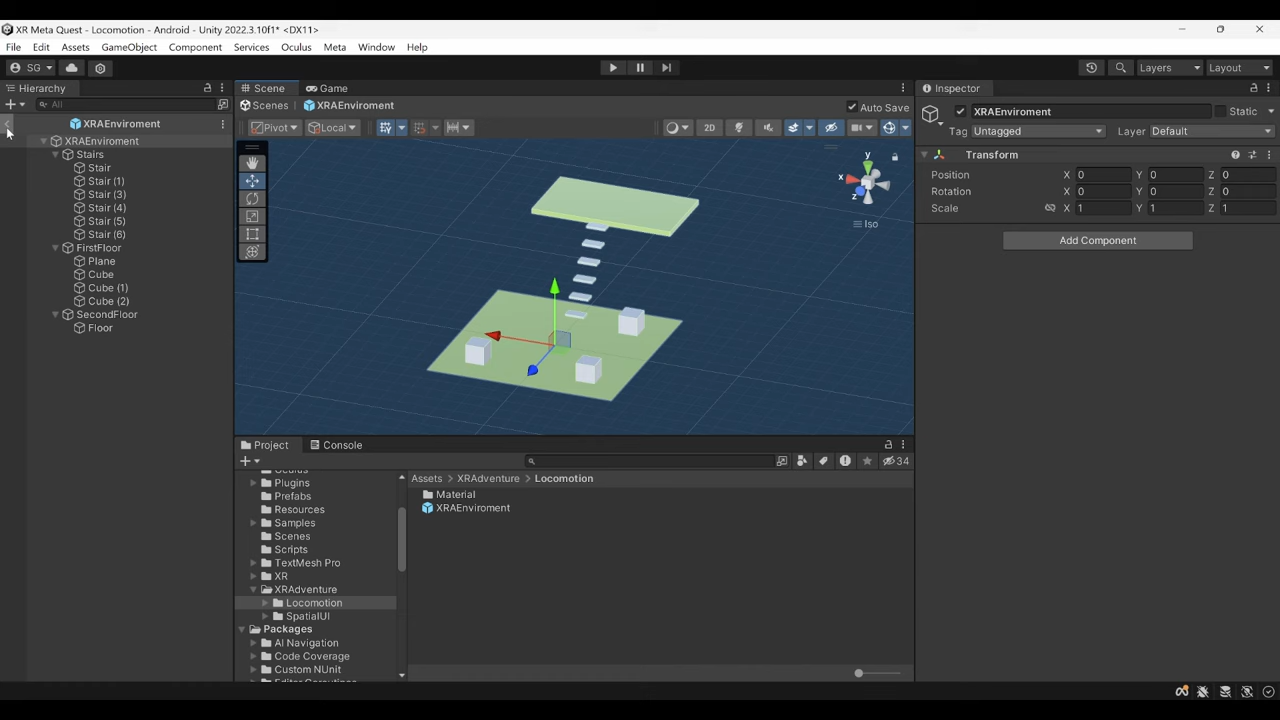 XR Meta Quest - Locomotion - Android - Unity 2022.3.10f1* <DX11>
File Edit Assets GameObject Component Services Oculus Meta Window Help
SG Layers Layout
Hierarchy Scene Game Inspector
All Scenes XRAEnviroment Auto Save XRAEnviroment Static
XRAEnviroment Pivot Local 2D Tag Untagged Layer Default
XRAEnviroment
Stairs
Stair
Stair (1)
Stair (3)
Stair (4)
Stair (5)
Stair (6)
FirstFloor
Plane
Cube
Cube (1)
Cube (2)
SecondFloor
Floor
y
x
z
Iso
Transform
Position X 0 Y 0 Z 0
Rotation X 0 Y 0 Z 0
Scale X 1 Y 1 Z 1
Add Component
Project Console
34
Oculus
Plugins
Prefabs
Resources
Samples
Scenes
Scripts
TextMesh Pro
XR
XRAdventure
Locomotion
SpatialUI
Packages
AI Navigation
Code Coverage
Custom NUnit
Editor Coroutines
Assets > XRAdventure > Locomotion
Material
XRAEnviroment